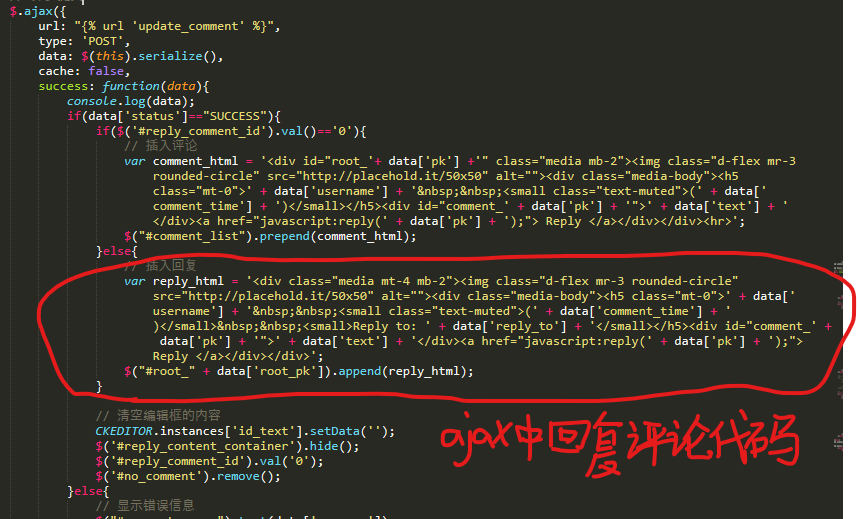 $.ajax({
url: "{% url 'update_comment' %}",
type: 'POST',
data: $(this).serialize(),
cache: false,
success: function(data){
console.log(data);
if(data['status']=="SUCCESS"){
if($('#reply_comment_id').val()=='0'){
// 插入评论
var comment_html = '<div id="root_'+ data['pk'] +'" class="media mb-2"><img class="d-flex mr-3
rounded-circle" src="http://placehold.it/50x50" alt=""><div class="media-body"><h5
class="mt-0">' + data['username'] + '&nbsp;&nbsp;<small class="text-muted">(' + data['
comment_time'] + ')</small></h5><div id="comment_' + data['pk'] + '">' + data['text'] + '
</div><a href="javascript:reply(' + data['pk'] + ');"> Reply </a></div></div><hr>';
$("#comment_list").prepend(comment_html);
}else{
// 插入回复
var reply_html = '<div class="media mt-4 mb-2"><img class="d-flex mr-3 rounded-circle"
src="http://placehold.it/50x50" alt=""><div class="media-body"><h5 class="mt-0">' + data['
username'] + '&nbsp;&nbsp;<small class="text-muted">(' + data['comment_time'] + '
)</small>&nbsp;&nbsp;<small>Reply to: ' + data['reply_to'] + '</small></h5><div id="comment_' +
data['pk'] + '">' + data['text'] + '</div><a href="javascript:reply(' + data['pk'] + ');">
Reply </a></div></div>';
$("#root_" + data['root_pk']).append(reply_html);
}
// 清空编辑框的内容
CKEDITOR.instances['id_text'].setData('');
$('#reply_content_container').hide();
$('#reply_comment_id').val('0');
$('#no_comment').remove();
}else{
// 显示错误信息
ajax中回复评论代码